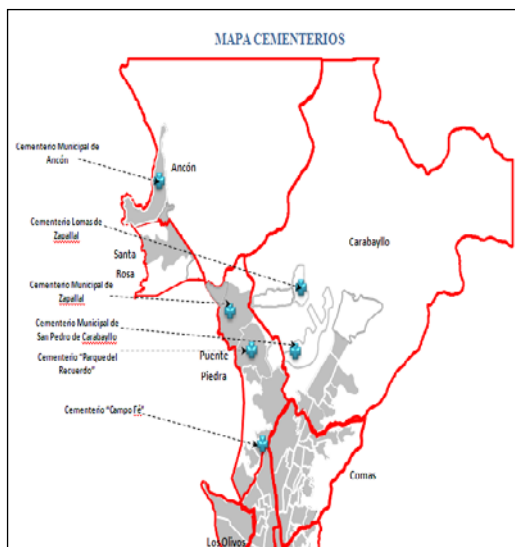 MAPA CEMENTERIOS
Cementerio Municipal de
Ancón
Ancón
Cementerio Lomas de
Zapallal
Carabayllo
Santa
Rosa
Cementerio Municipal de
Zapallal
Cementerio Municipal de
San Pedro de Carabayllo
Cementerio "Parque del
Recuerdo"
Puente
Piedra
Cementerio "Campo Fé"
Comas
Los Olivos